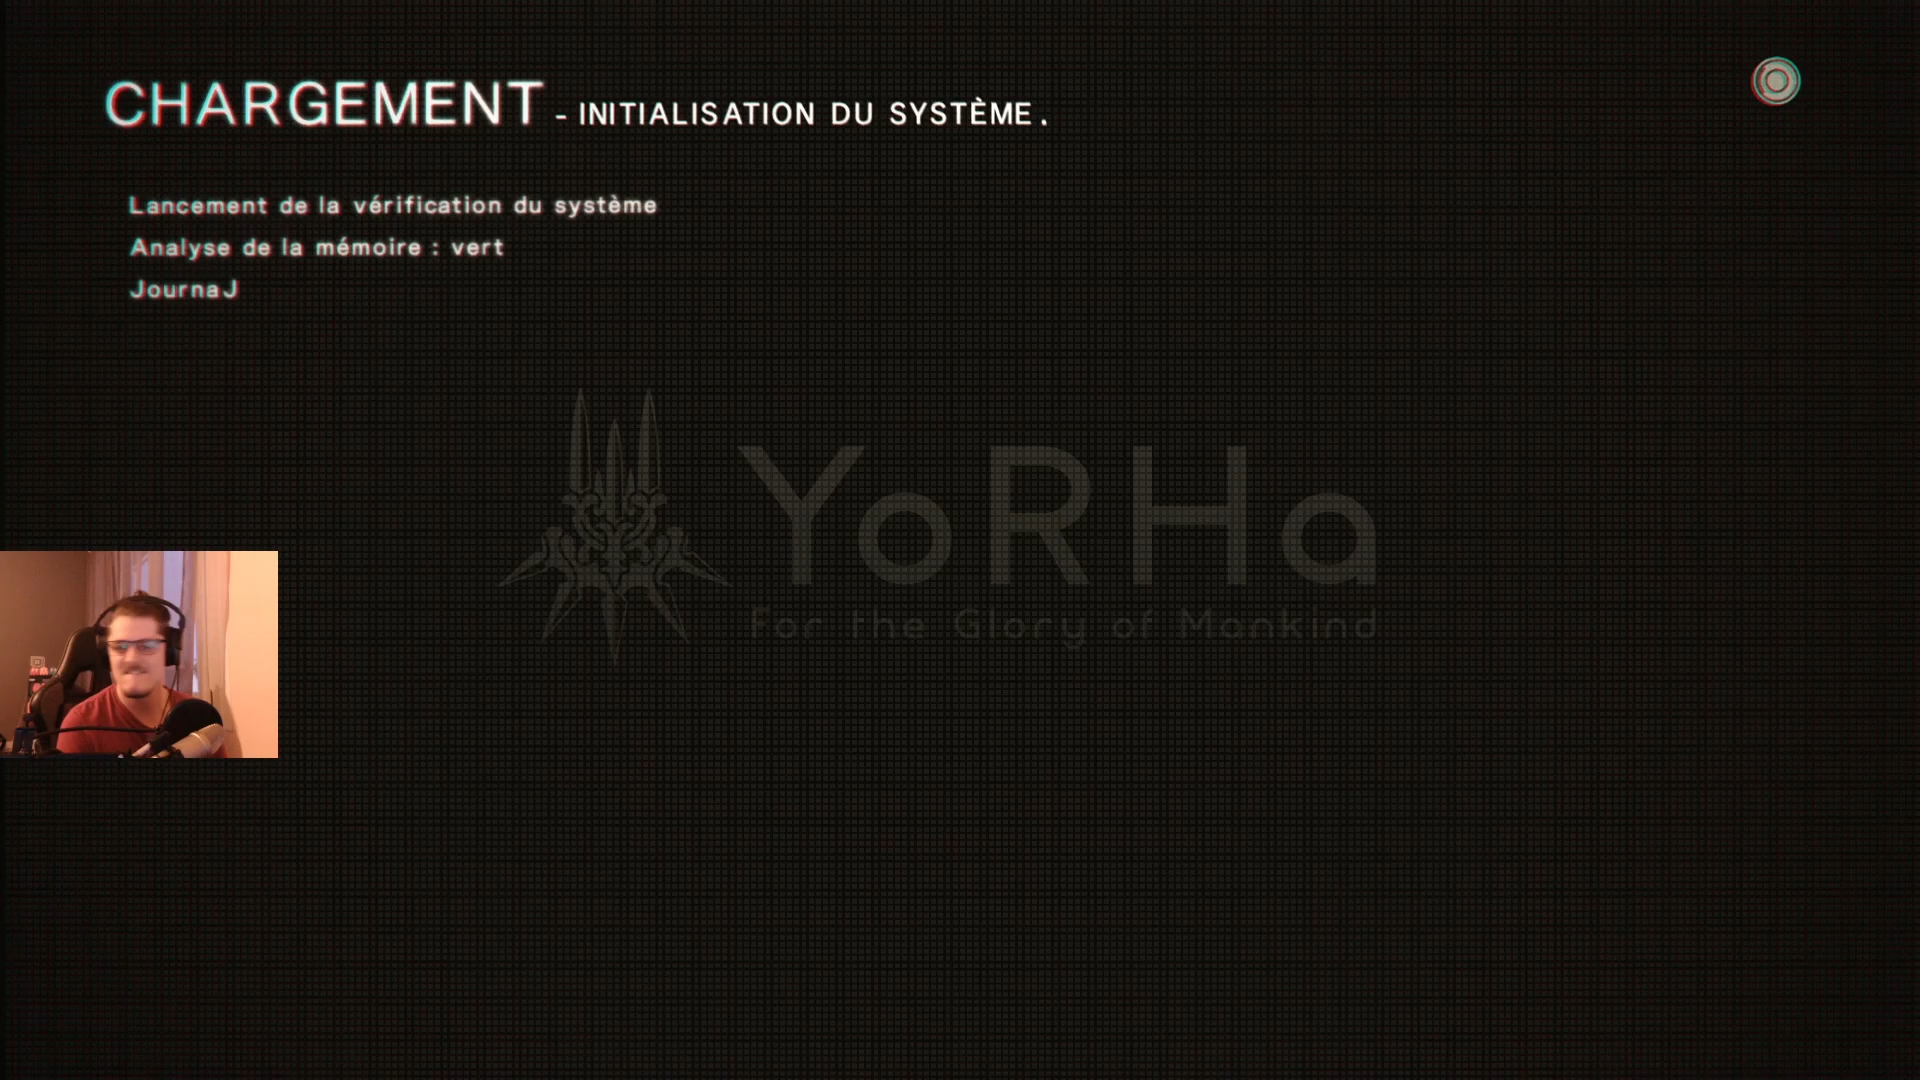 CHARGEMENT - INITIALISATION DU SYSTÈME.
Lancement de la vérification du système
Analyse de la mémoire : vert
JournaJ
YoRHa
For the Glory of Mankind